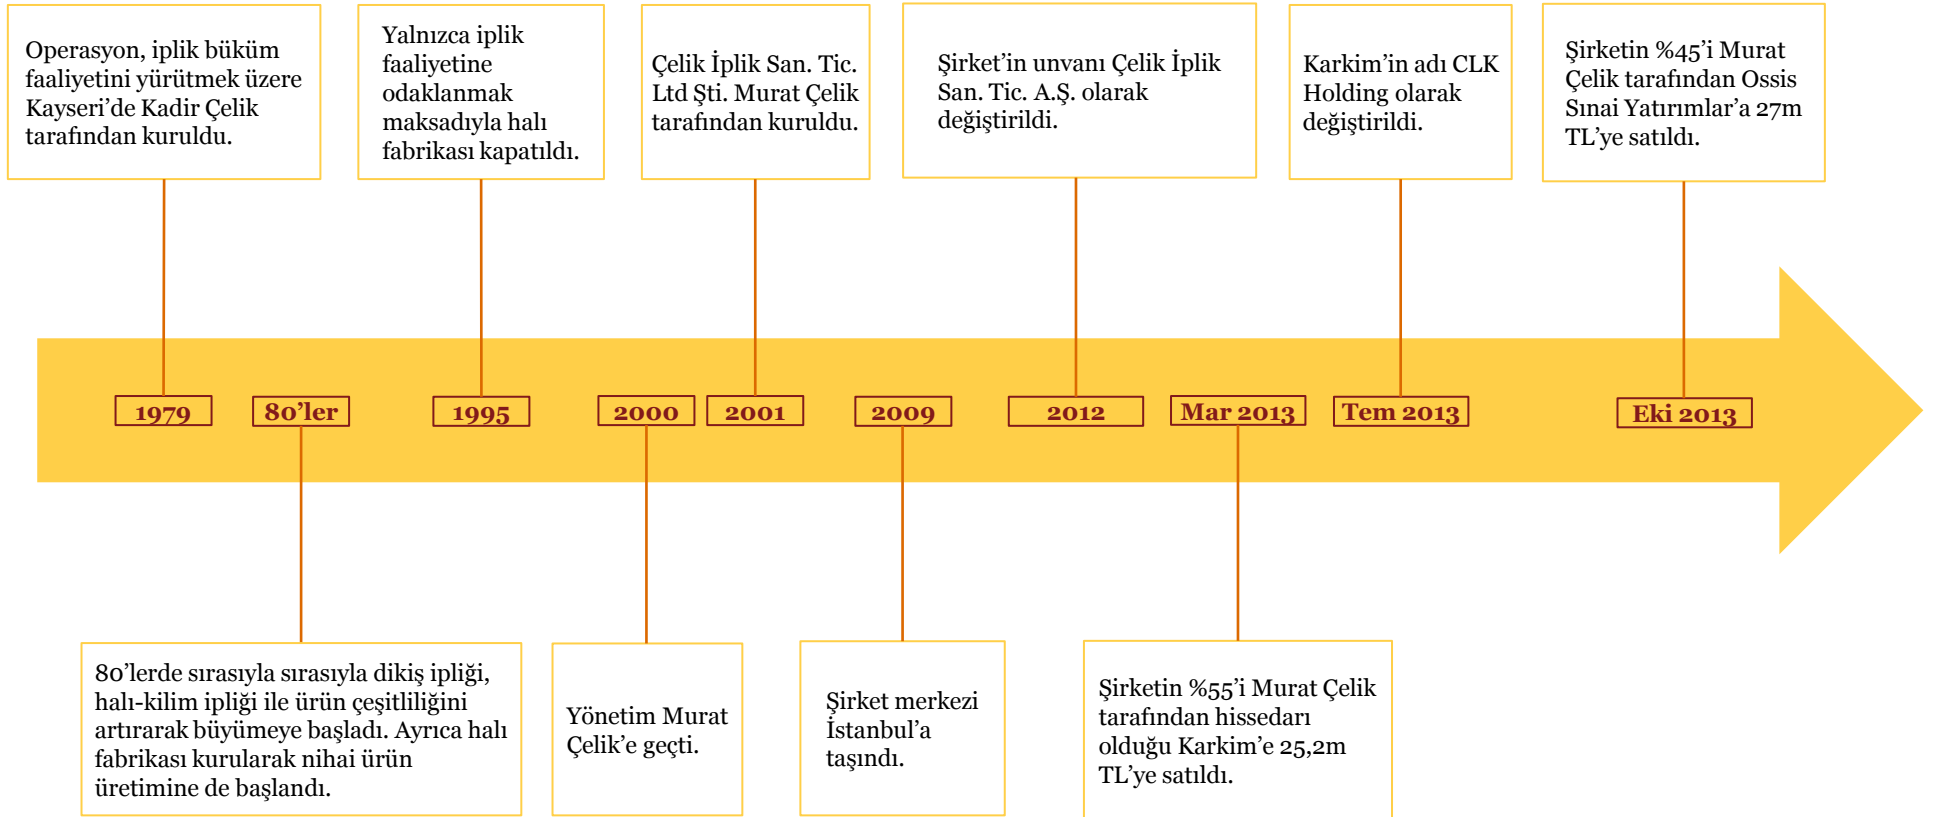 Operasyon, iplik büküm
faaliyetini yürütmek üzere
Kayseri’de Kadir Çelik
tarafından kuruldu.
Yalnızca iplik
faaliyetine
odaklanmak
maksadıyla halı
fabrikası kapatıldı.
Çelik İplik San. Tic.
Ltd Şti. Murat Çelik
tarafından kuruldu.
Şirket’in unvanı Çelik İplik
San. Tic. A.Ş. olarak
değiştirildi.
Karkim’in adı CLK
Holding olarak
değiştirildi.
Şirketin %45’i Murat
Çelik tarafından Ossis
Sınai Yatırımlar’a 27m
TL’ye satıldı.
1979
80’ler
1995
2000
2001
2009
2012
Mar 2013
Tem 2013
Eki 2013
80’lerde sırasıyla sırasıyla dikiş ipliği,
halı-kilim ipliği ile ürün çeşitliliğini
artırarak büyümeye başladı. Ayrıca halı
fabrikası kurularak nihai ürün
üretimine de başlandı.
Yönetim Murat
Çelik’e geçti.
Şirket merkezi
İstanbul’a
taşındı.
Şirketin %55’i Murat Çelik
tarafından hissedarı
olduğu Karkim’e 25,2m
TL’ye satıldı.